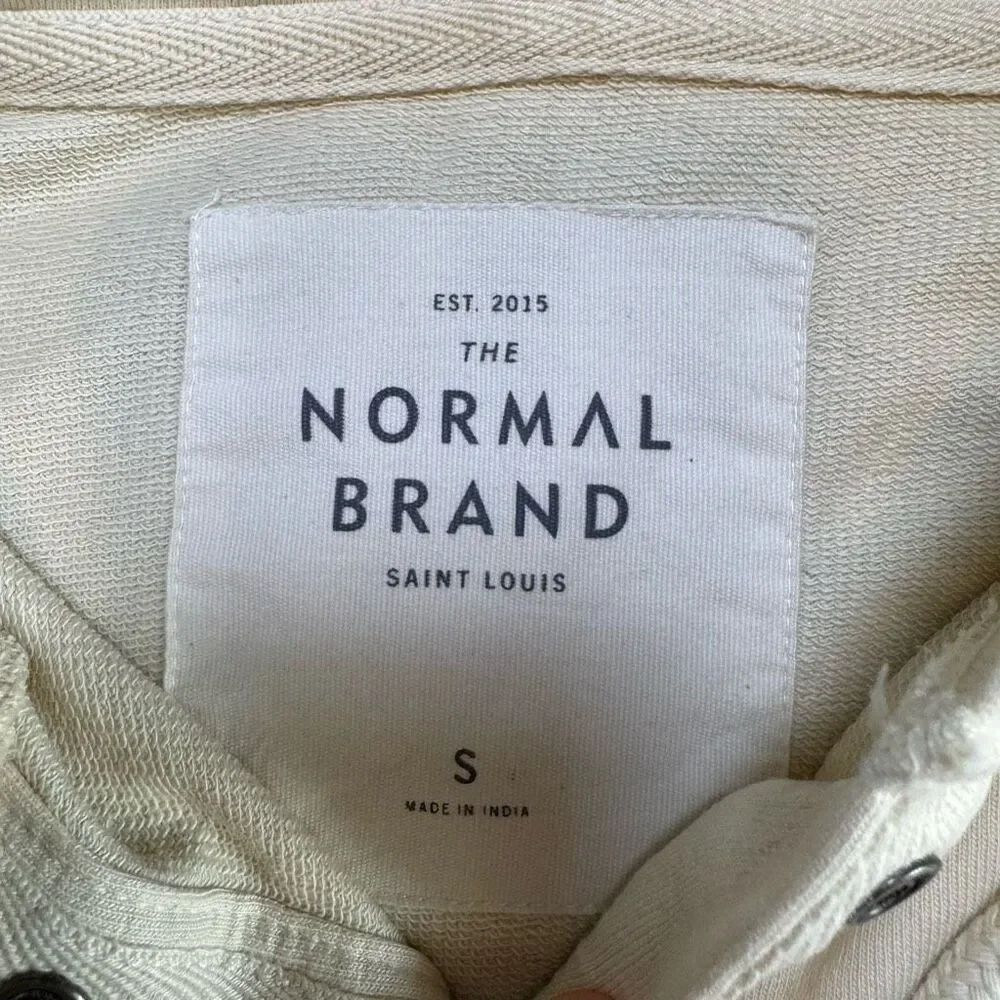 EST. 2015
THE
NORMAL
BRAND
SAINT LOUIS
S
MADE IN INDIA